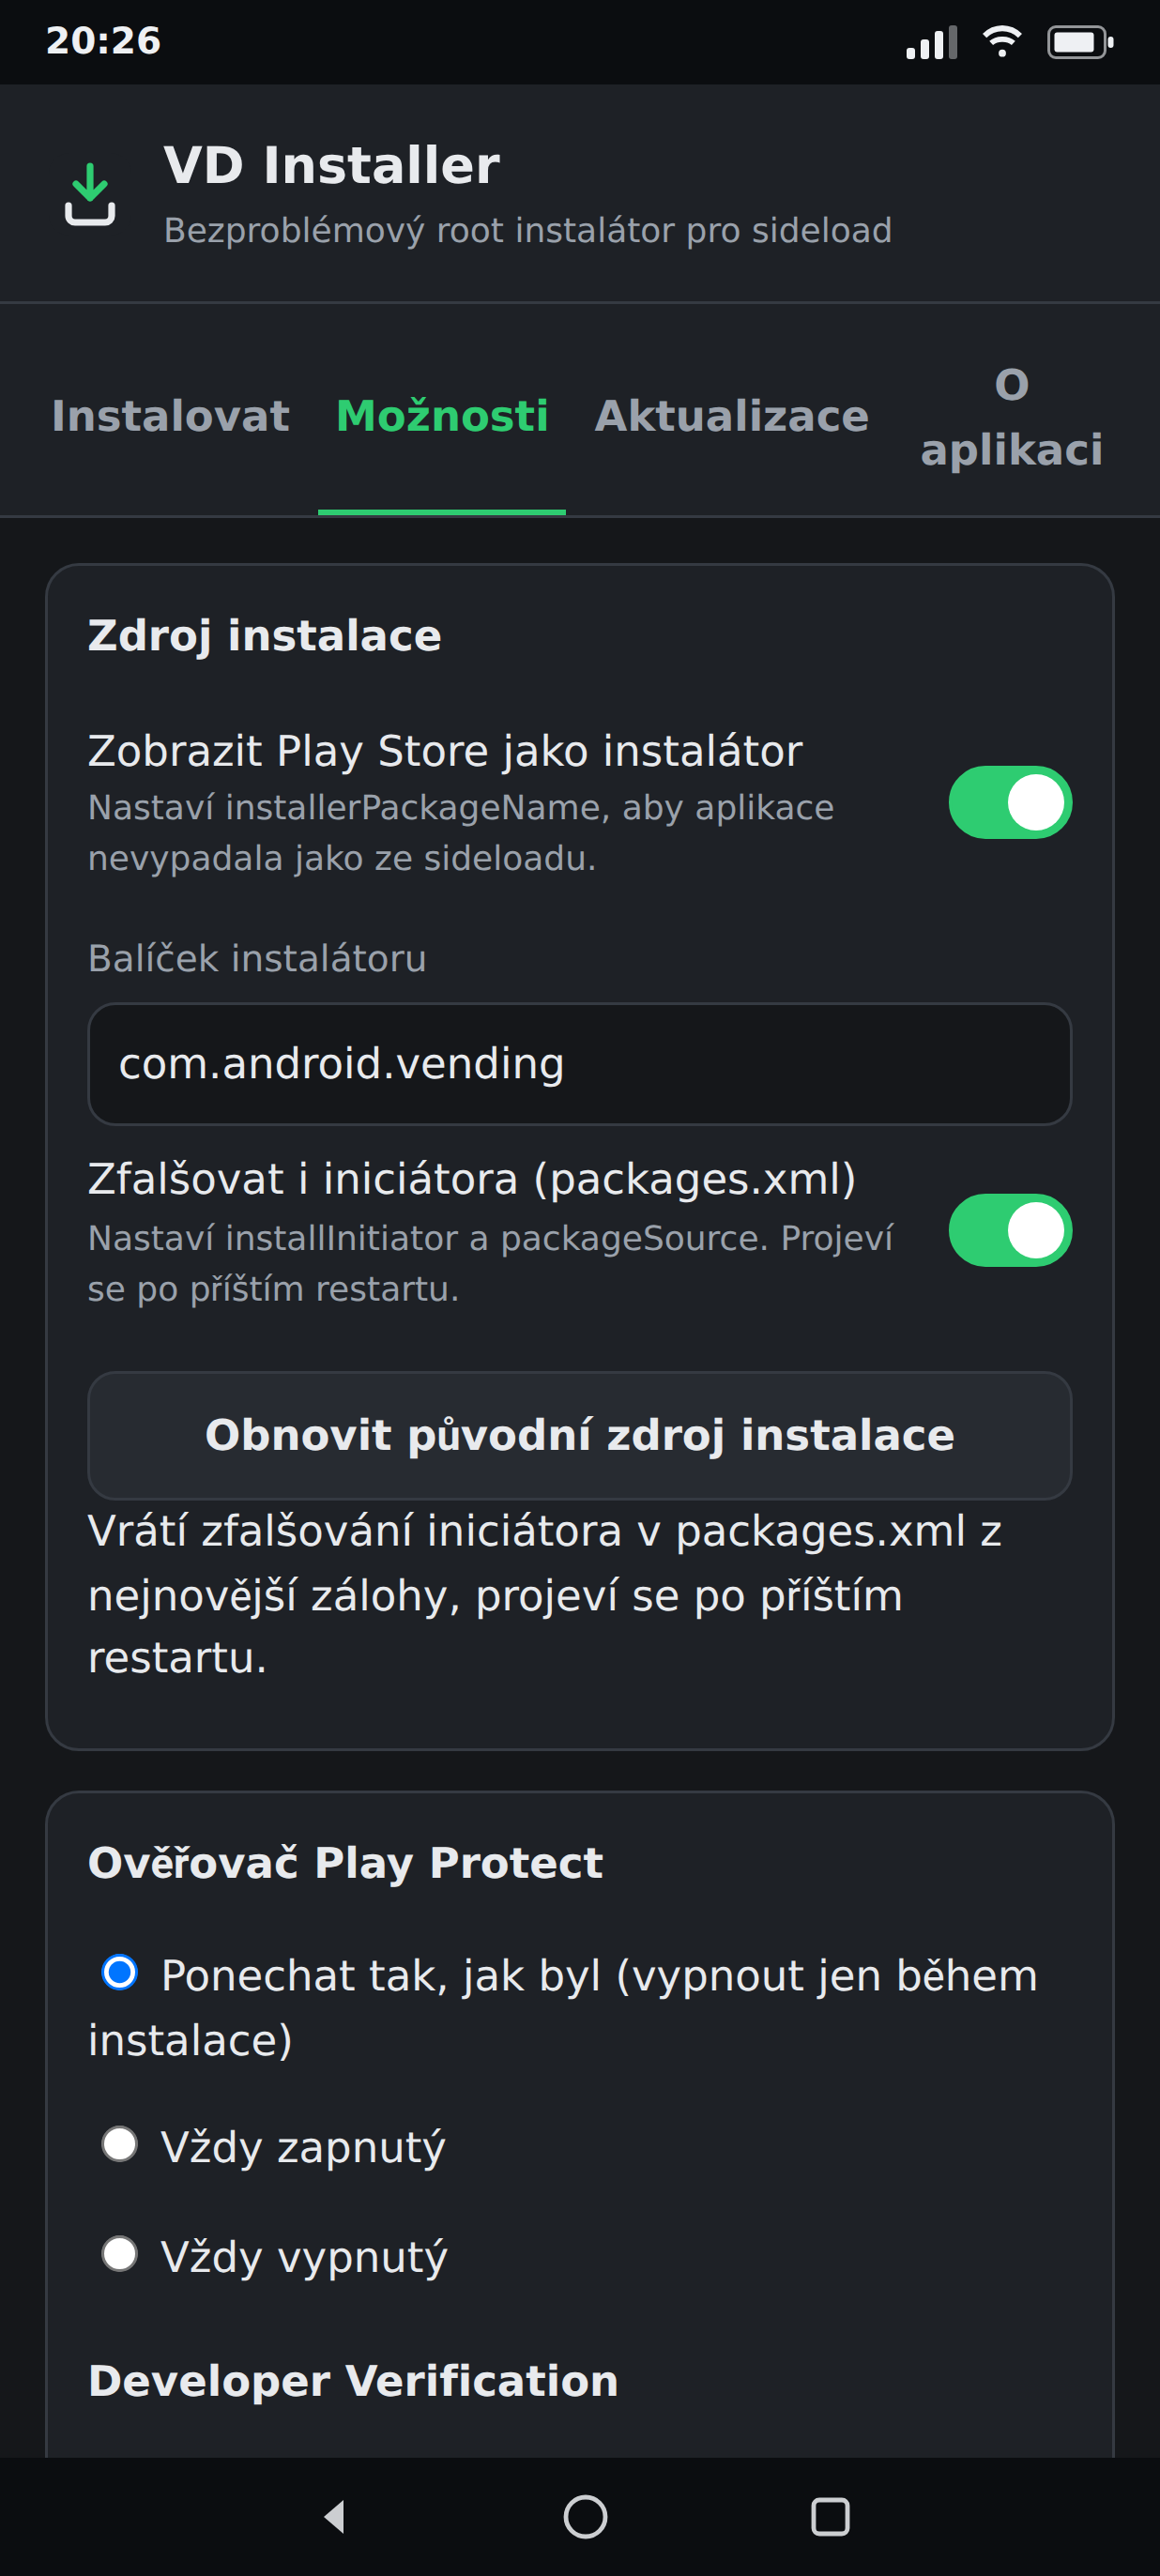 20:26
VD Installer
Bezproblémový root instalátor pro sideload
Instalovat
Možnosti
Aktualizace
O
aplikaci
Zdroj instalace
Zobrazit Play Store jako instalátor
Nastaví installerPackageName, aby aplikace
nevypadala jako ze sideloadu.
Balíček instalátoru
com.android.vending
Zfalšovat i iniciátora (packages.xml)
Nastaví installInitiator a packageSource. Projeví
se po příštím restartu.
Obnovit původní zdroj instalace
Vrátí zfalšování iniciátora v packages.xml z
nejnovější zálohy, projeví se po příštím
restartu.
Ověřovač Play Protect
Ponechat tak, jak byl (vypnout jen během
instalace)
Vždy zapnutý
Vždy vypnutý
Developer Verification